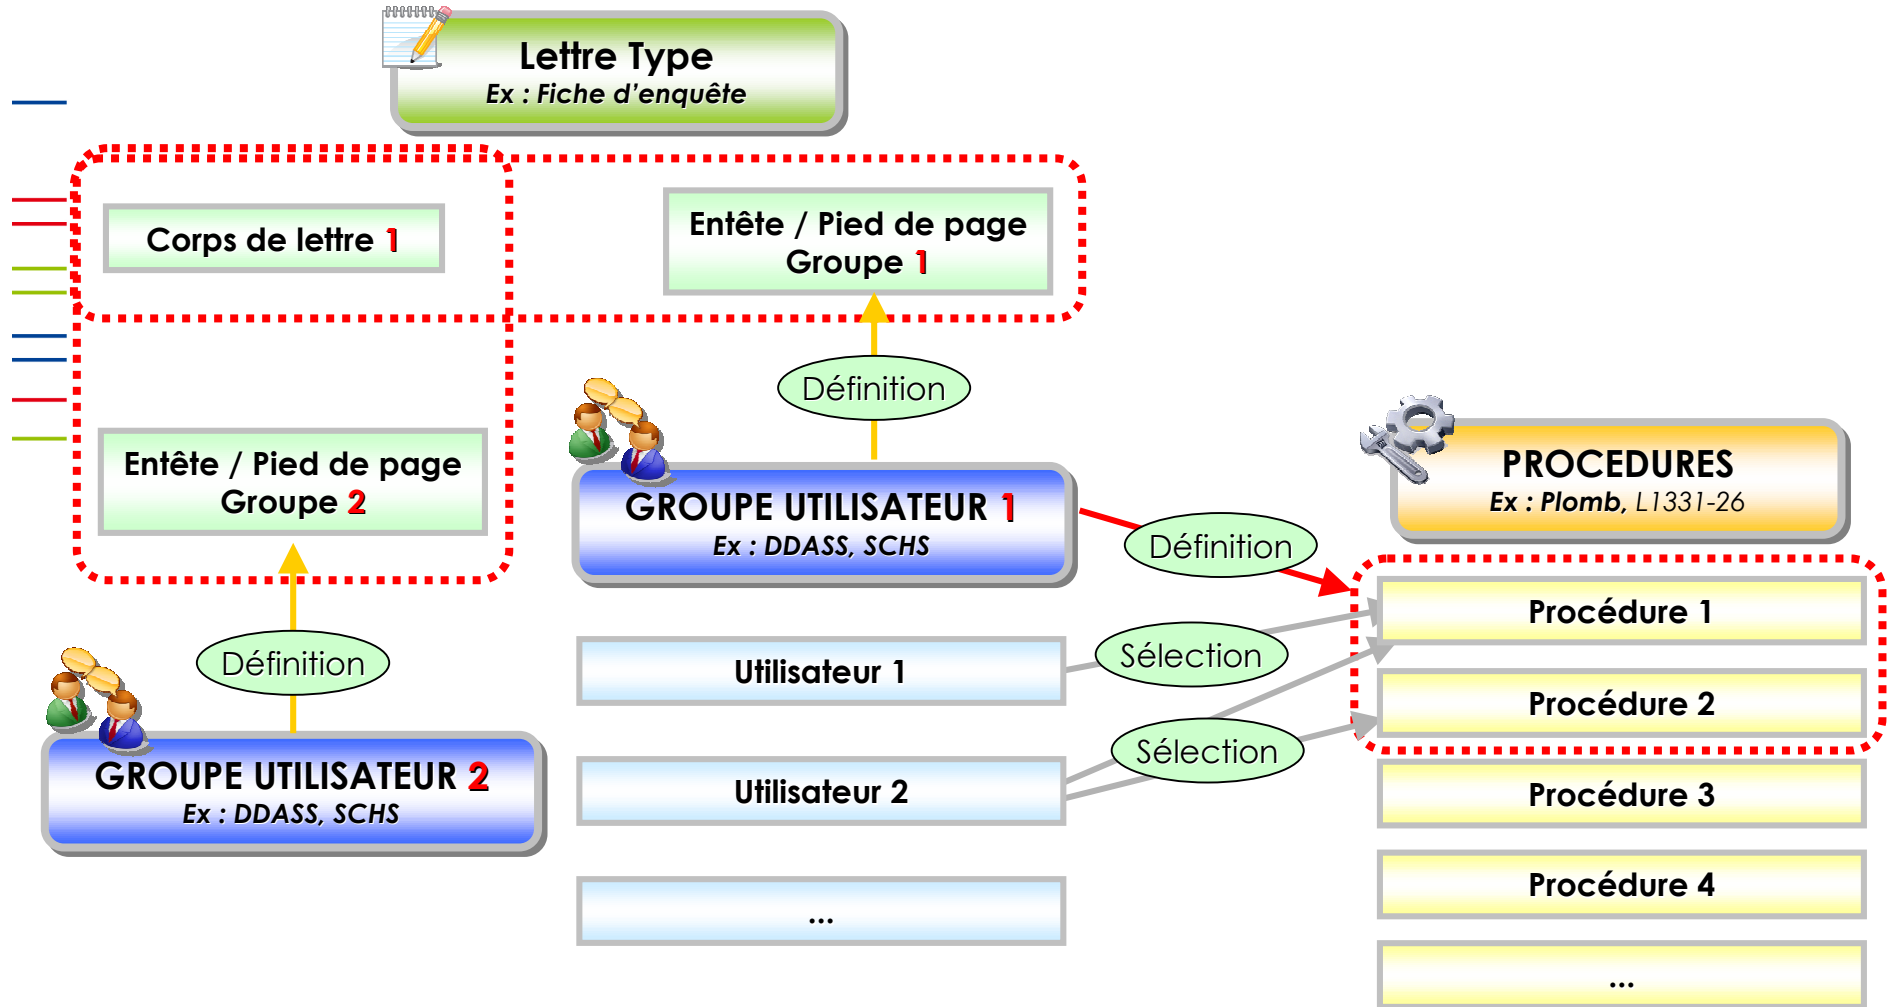 Lettre Type
Ex : Fiche d’enquête
Corps de lettre 1
Entête / Pied de page
Groupe 1
Définition
Entête / Pied de page
Groupe 2
GROUPE UTILISATEUR 1
Ex : DDASS, SCHS
Définition
PROCEDURES
Ex : Plomb, L1331-26
Procédure 1
Utilisateur 1
Sélection
Définition
Procédure 2
GROUPE UTILISATEUR 2
Ex : DDASS, SCHS
Utilisateur 2
Sélection
Procédure 3
Procédure 4
...
...